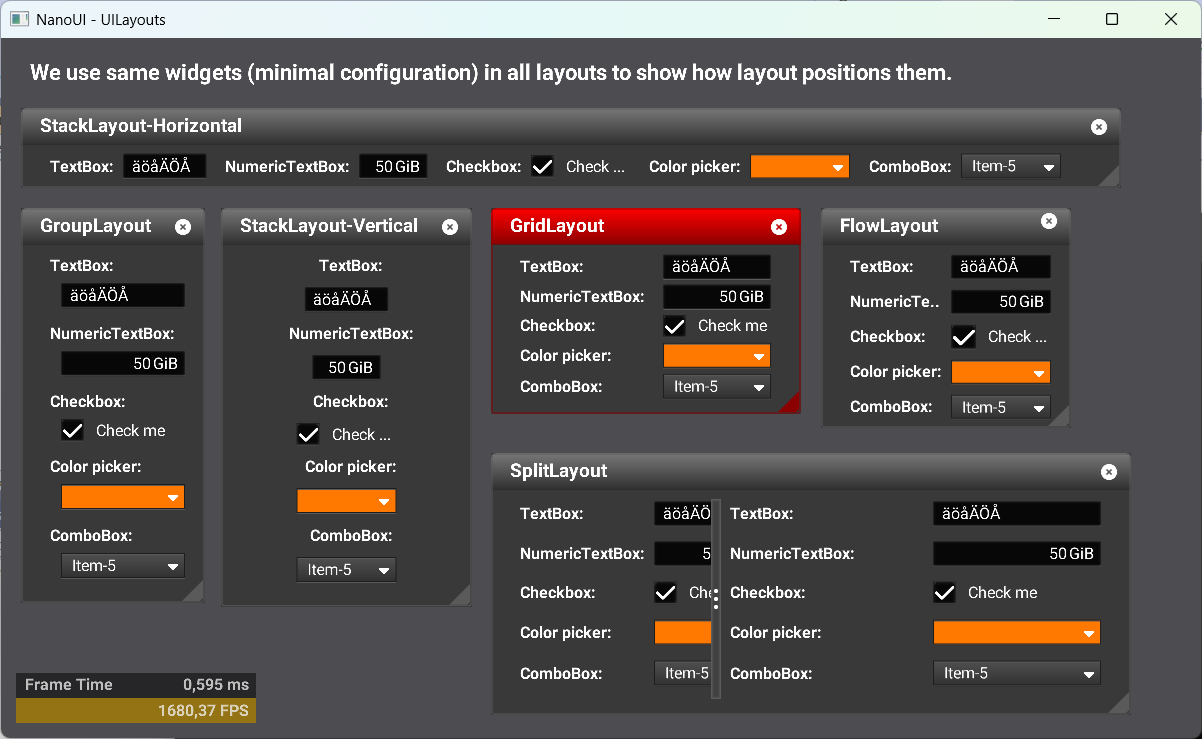 NanoUI - UILayouts
We use same widgets (minimal configuration) in all layouts to show how layout positions them.
StackLayout-Horizontal
TextBox: äöåÄÖÅ NumericTextBox: 50 GiB Checkbox: Check ... Color picker: ComboBox: Item-5
GroupLayout
TextBox:
äöåÄÖÅ
NumericTextBox:
50 GiB
Checkbox:
Check me
Color picker:
ComboBox:
Item-5
StackLayout-Vertical
TextBox:
äöåÄÖÅ
NumericTextBox:
50 GiB
Checkbox:
Check ...
Color picker:
ComboBox:
Item-5
GridLayout
TextBox: äöåÄÖÅ
NumericTextBox: 50 GiB
Checkbox: Check me
Color picker:
ComboBox: Item-5
FlowLayout
TextBox: äöåÄÖÅ
NumericTe.. 50 GiB
Checkbox: Check ...
Color picker:
ComboBox: Item-5
SplitLayout
TextBox: äöåÄÖ TextBox: äöåÄÖÅ
NumericTextBox: 5 NumericTextBox: 50 GiB
Checkbox: Che Checkbox: Check me
Color picker: Color picker:
ComboBox: Item-5 ComboBox: Item-5
Frame Time 0,595 ms
1680,37 FPS